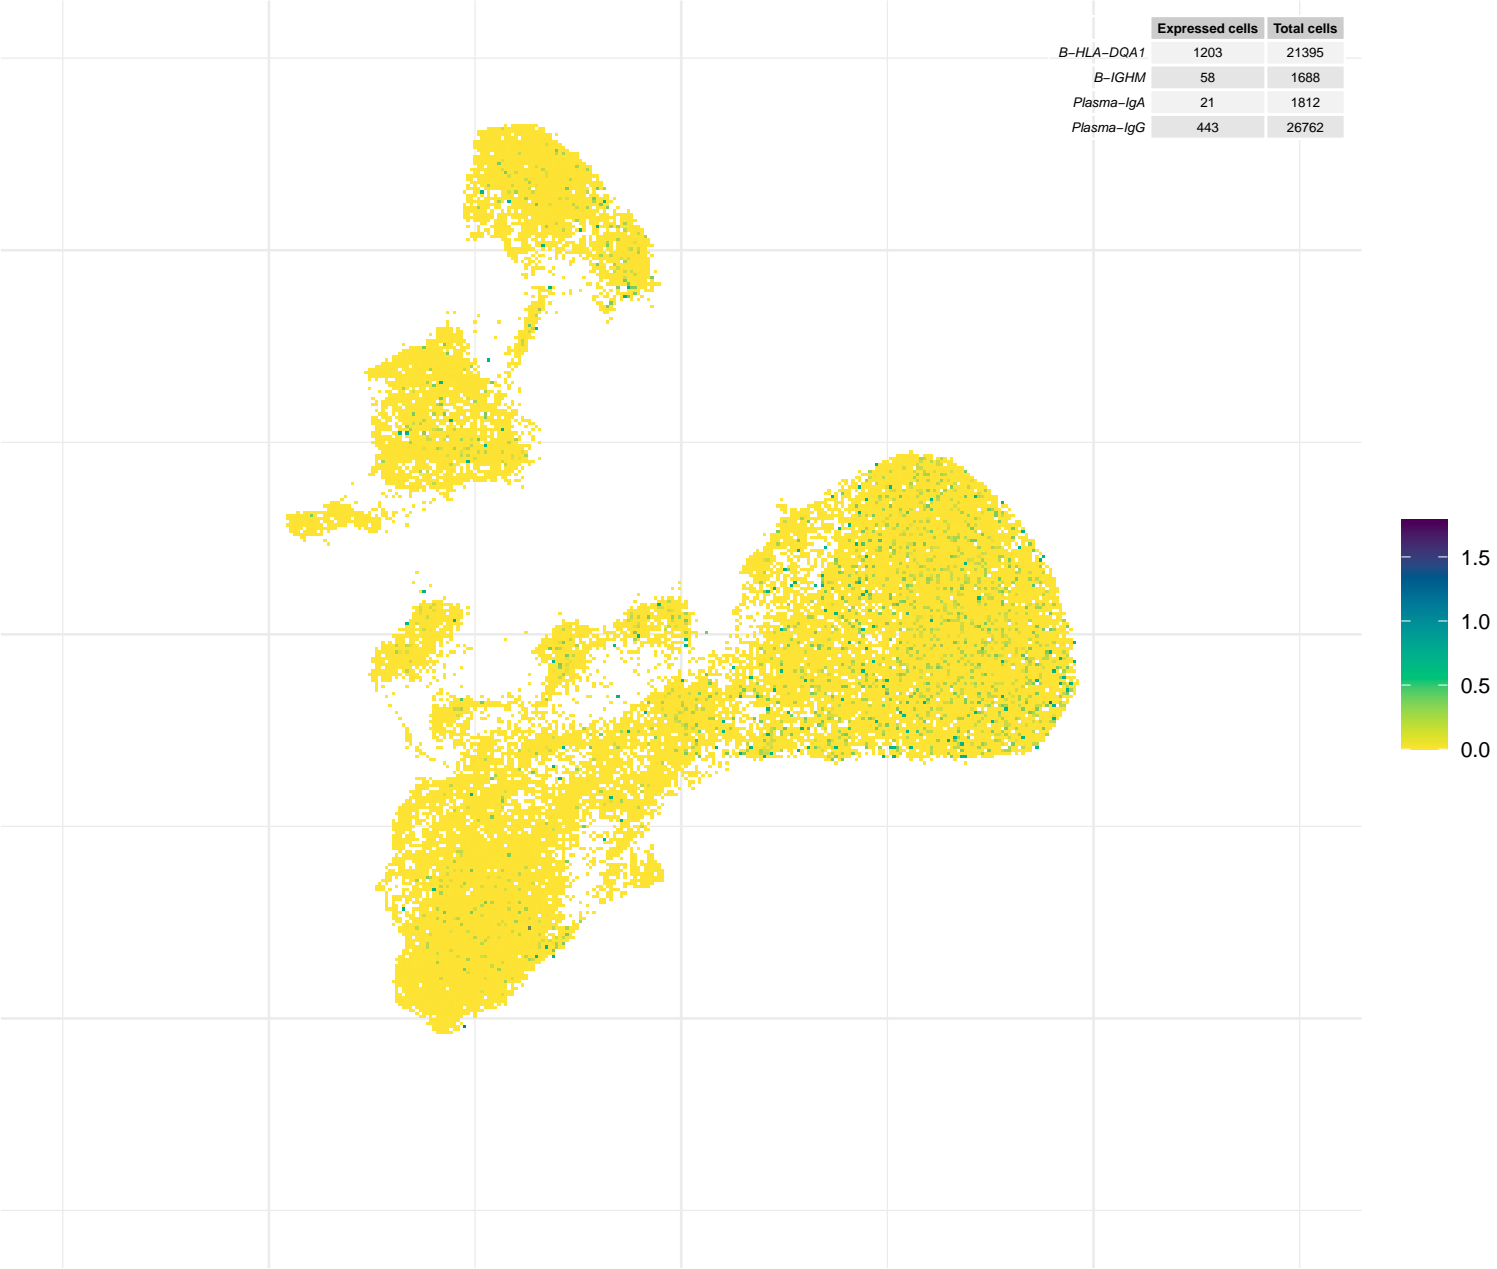 Expressed cells Total cells
B−HLA−DQA1 1203 21395
B−IGHM 58 1688
Plasma−IgA 21 1812
Plasma−IgG 443 26762
1.5
1.0
0.5
0.0